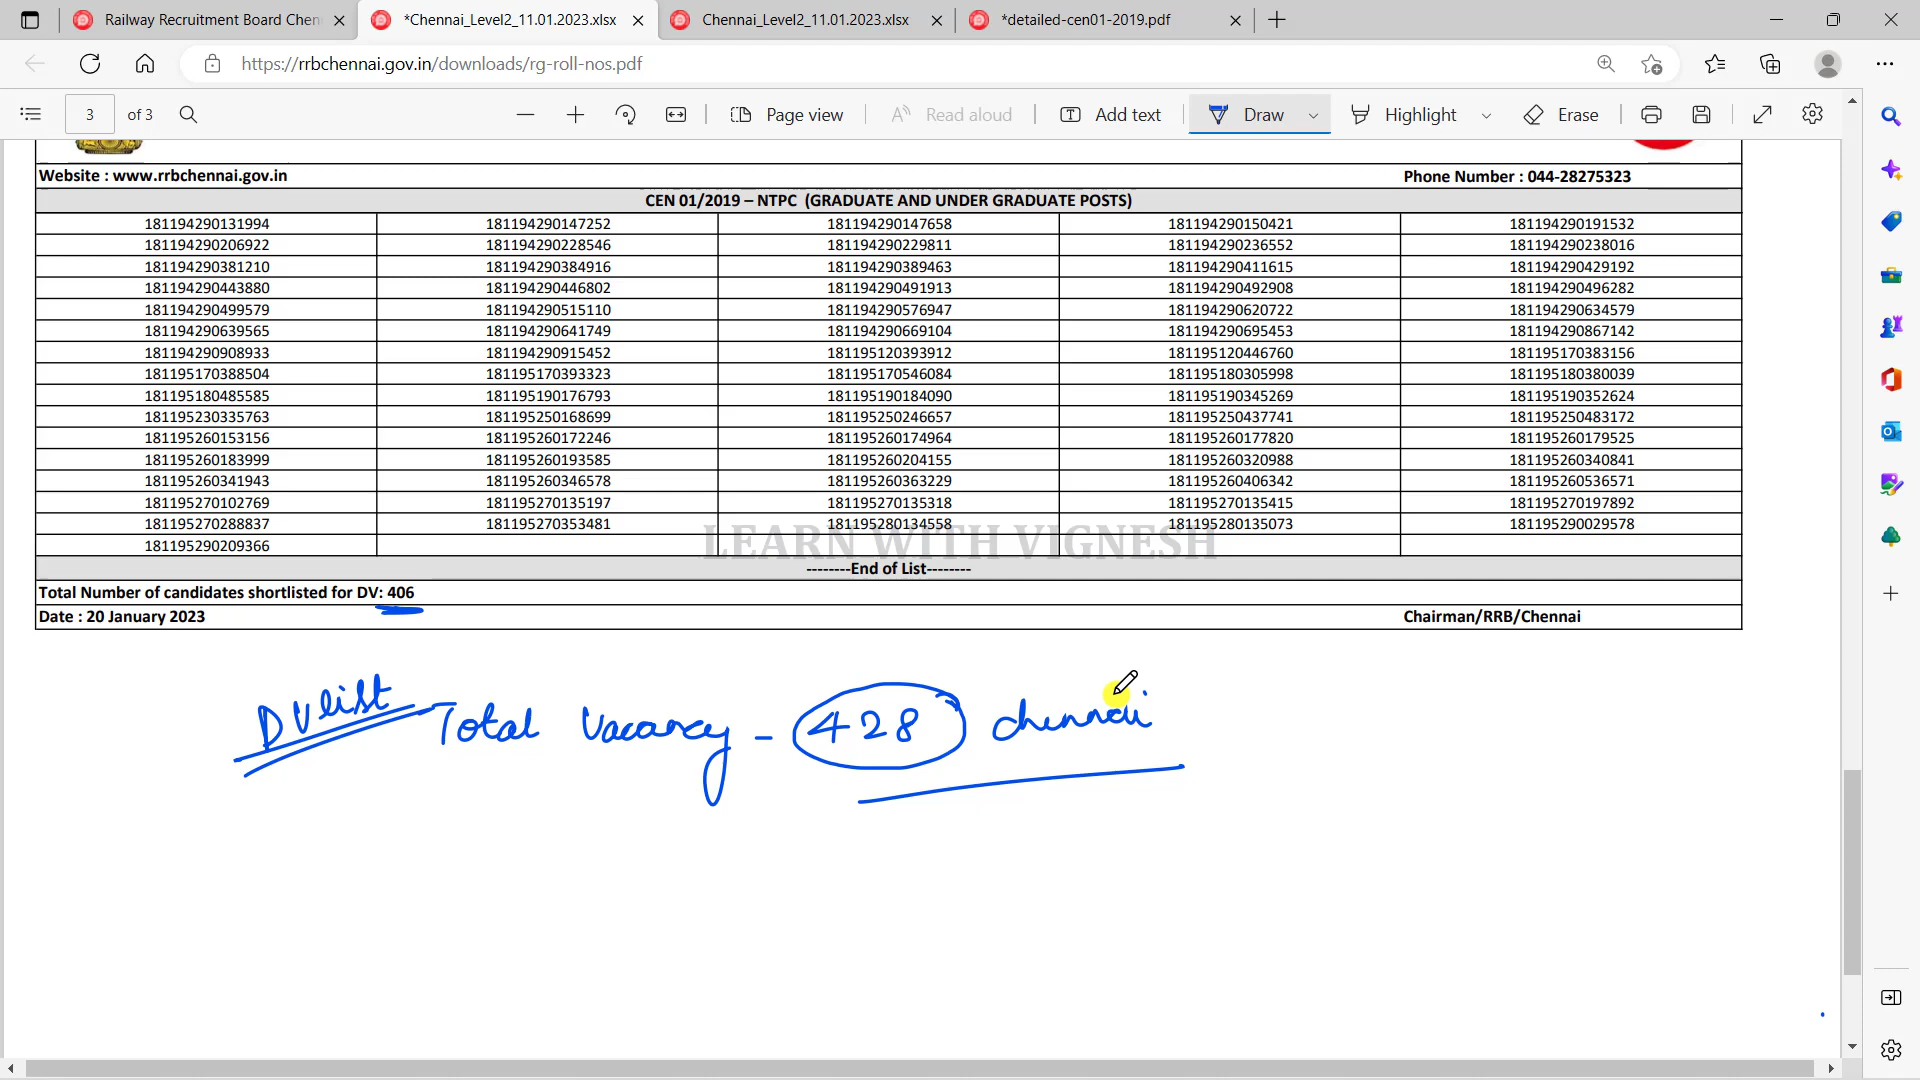 Railway Recruitment Board Chen
*Chennai_Level2_11.01.2023.xlsx
Chennai_Level2_11.01.2023.xlsx
*detailed-cen01-2019.pdf
https://rrbchennai.gov.in/downloads/rg-roll-nos.pdf
3 of 3 Page view Read aloud Add text Draw Highlight Erase
Website : www.rrbchennai.gov.in Phone Number : 044-28275323
CEN 01/2019 – NTPC (GRADUATE AND UNDER GRADUATE POSTS)
181194290131994 181194290147252 181194290147658 181194290150421 181194290191532
181194290206922 181194290228546 181194290229811 181194290236552 181194290238016
181194290381210 181194290384916 181194290389463 181194290411615 181194290429192
181194290443880 181194290446802 181194290491913 181194290492908 181194290496282
181194290499579 181194290515110 181194290576947 181194290620722 181194290634579
181194290639565 181194290641749 181194290669104 181194290695453 181194290867142
181194290908933 181194290915452 181195120393912 181195120446760 181195170383156
181195170388504 181195170393323 181195170546084 181195180305998 181195180380039
181195180485585 181195190176793 181195190184090 181195190345269 181195190352624
181195230335763 181195250168699 181195250246657 181195250437741 181195250483172
181195260153156 181195260172246 181195260174964 181195260177820 181195260179525
181195260183999 181195260193585 181195260204155 181195260320988 181195260340841
181195260341943 181195260346578 181195260363229 181195260406342 181195260536571
181195270102769 181195270135197 181195270135318 181195270135415 181195270197892
181195270288837 181195270353481 181195280134558 181195280135073 181195290029578
181195290209366
LEARN WITH VIGNESH
--------End of List--------
Total Number of candidates shortlisted for DV: 406
Date : 20 January 2023 Chairman/RRB/Chennai
DV list Total Vacancy - 428 chennai